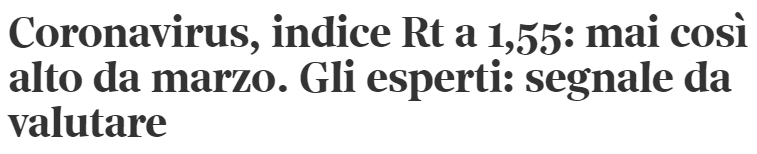 Coronavirus, indice Rt a 1,55: mai così
alto da marzo. Gli esperti: segnale da
valutare